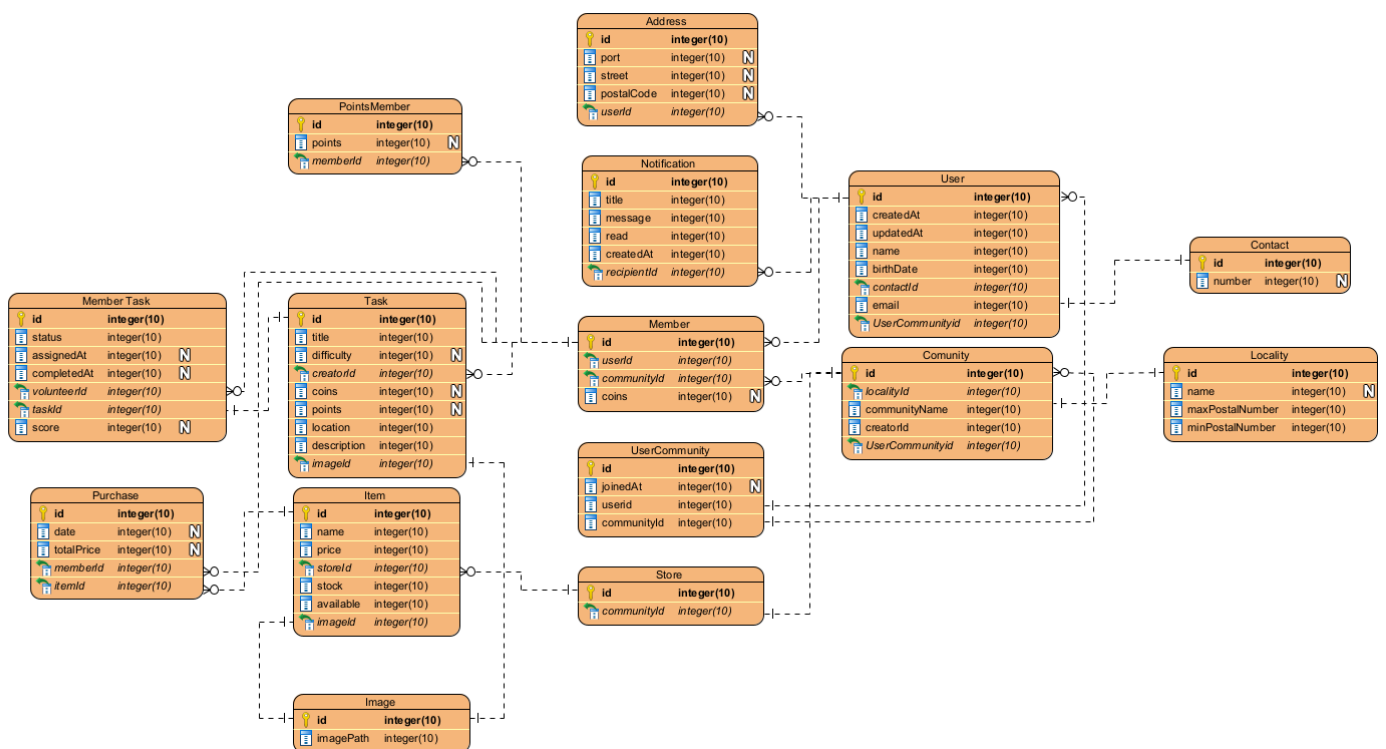 Address
id integer(10)
port integer(10) N
street integer(10) N
postalCode integer(10) N
userId integer(10)
PointsMember
id integer(10)
points integer(10) N
memberId integer(10)
Notification
id integer(10)
title integer(10)
message integer(10)
read integer(10)
createdAt integer(10)
recipientId integer(10)
User
id integer(10)
createdAt integer(10)
updatedAt integer(10)
name integer(10)
birthDate integer(10)
contactId integer(10)
email integer(10)
UserCommunityid integer(10)
Contact
id integer(10)
number integer(10) N
Member Task
id integer(10)
status integer(10)
assignedAt integer(10) N
completedAt integer(10) N
volunteerId integer(10)
taskId integer(10)
score integer(10) N
Task
id integer(10)
title integer(10)
difficulty integer(10) N
creatorId integer(10)
coins integer(10) N
points integer(10) N
location integer(10)
description integer(10)
imageId integer(10)
Member
id integer(10)
userId integer(10)
communityId integer(10)
coins integer(10) N
Comunity
id integer(10)
localityId integer(10)
communityName integer(10)
creatorId integer(10)
UserCommunityid integer(10)
Locality
id integer(10)
name integer(10) N
maxPostalNumber integer(10)
minPostalNumber integer(10)
UserCommunity
id integer(10)
joinedAt integer(10) N
userid integer(10)
communityId integer(10)
Purchase
id integer(10)
date integer(10) N
totalPrice integer(10) N
memberId integer(10)
itemId integer(10)
Item
id integer(10)
name integer(10)
price integer(10)
storeId integer(10)
stock integer(10)
available integer(10)
imageId integer(10)
Store
id integer(10)
communityId integer(10)
Image
id integer(10)
imagePath integer(10)